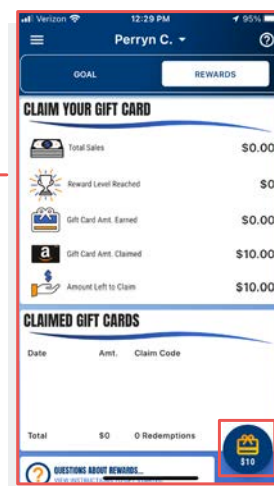 Verizon 12:29 PM 95%
Perryn C.
GOAL REWARDS
CLAIM YOUR GIFT CARD
Total Sales $0.00
Reward Level Reached $0
Gift Card Amt. Earned $0.00
a Gift Card Amt. Claimed $10.00
$ Amount Left to Claim $10.00
CLAIMED GIFT CARDS
Date Amt. Claim Code
Total $0 0 Redemptions
$10
? QUESTIONS ABOUT REWARDS...
VIEW INSTRUCTIONS